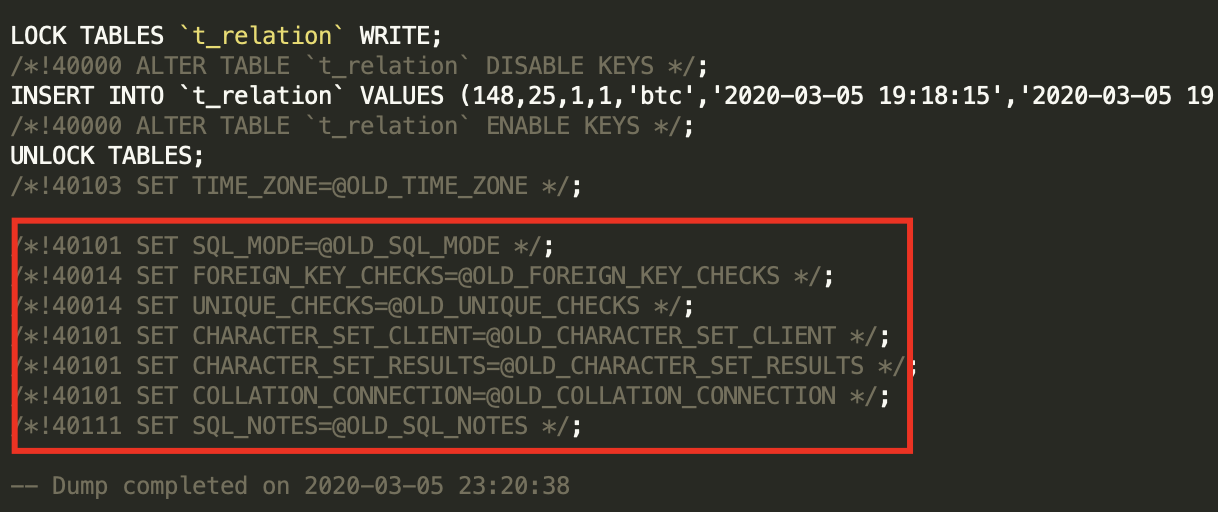 LOCK TABLES `t_relation` WRITE;
/*!40000 ALTER TABLE `t_relation` DISABLE KEYS */;
INSERT INTO `t_relation` VALUES (148,25,1,1,'btc','2020-03-05 19:18:15','2020-03-05 19
/*!40000 ALTER TABLE `t_relation` ENABLE KEYS */;
UNLOCK TABLES;
/*!40103 SET TIME_ZONE=@OLD_TIME_ZONE */;
/*!40101 SET SQL_MODE=@OLD_SQL_MODE */;
/*!40014 SET FOREIGN_KEY_CHECKS=@OLD_FOREIGN_KEY_CHECKS */;
/*!40014 SET UNIQUE_CHECKS=@OLD_UNIQUE_CHECKS */;
/*!40101 SET CHARACTER_SET_CLIENT=@OLD_CHARACTER_SET_CLIENT */;
/*!40101 SET CHARACTER_SET_RESULTS=@OLD_CHARACTER_SET_RESULTS */;
/*!40101 SET COLLATION_CONNECTION=@OLD_COLLATION_CONNECTION */;
/*!40111 SET SQL_NOTES=@OLD_SQL_NOTES */;
-- Dump completed on 2020-03-05 23:20:38